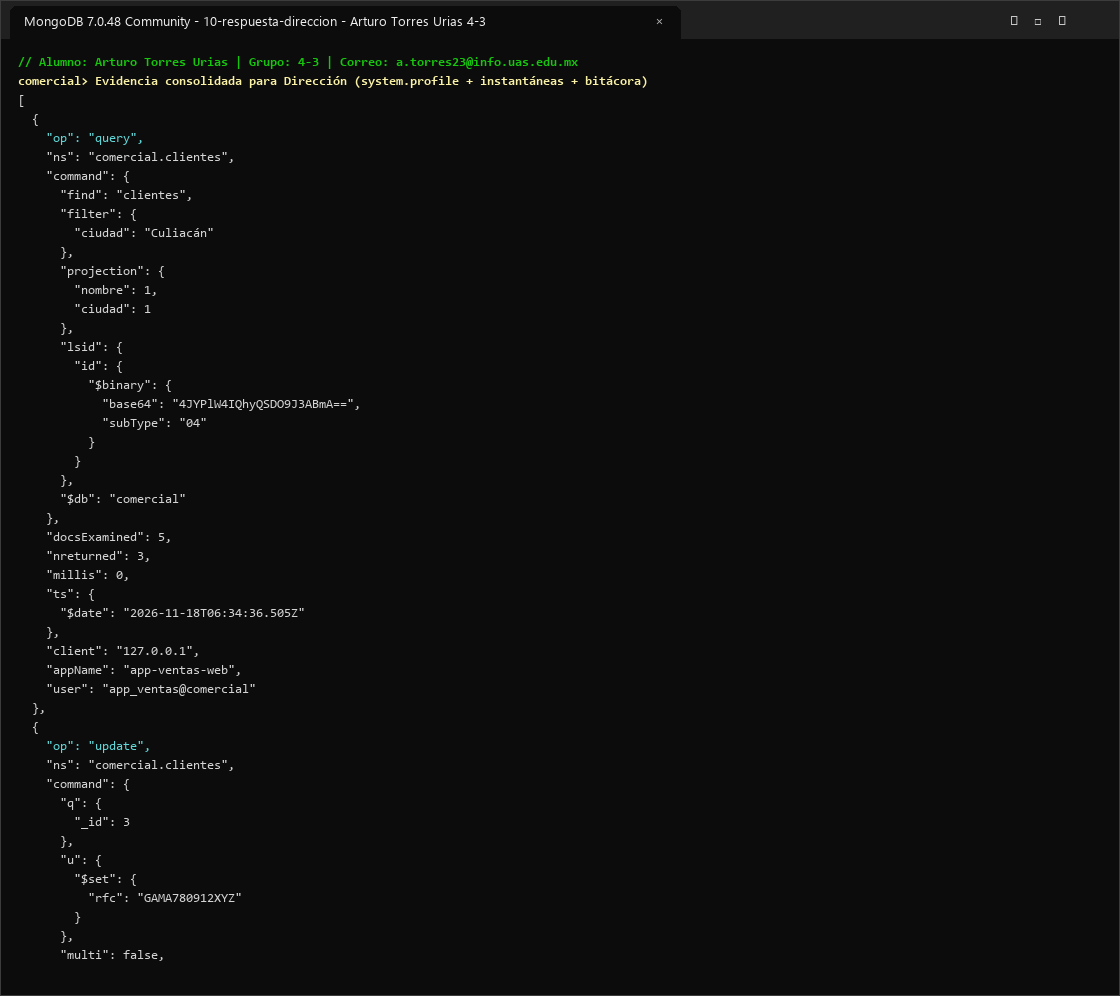 MongoDB 7.0.48 Community - 10-respuesta-direccion - Arturo Torres Urias 4-3
// Alumno: Arturo Torres Urias | Grupo: 4-3 | Correo: a.torres23@info.uas.edu.mx
comercial> Evidencia consolidada para Dirección (system.profile + instantáneas + bitácora)
[
  {
    "op": "query",
    "ns": "comercial.clientes",
    "command": {
      "find": "clientes",
      "filter": {
        "ciudad": "Culiacán"
      },
      "projection": {
        "nombre": 1,
        "ciudad": 1
      },
      "lsid": {
        "id": {
          "$binary": {
            "base64": "4JYPlW4IQhyQSDO9J3ABmA==",
            "subType": "04"
          }
        }
      },
      "$db": "comercial"
    },
    "docsExamined": 5,
    "nreturned": 3,
    "millis": 0,
    "ts": {
      "$date": "2026-11-18T06:34:36.505Z"
    },
    "client": "127.0.0.1",
    "appName": "app-ventas-web",
    "user": "app_ventas@comercial"
  },
  {
    "op": "update",
    "ns": "comercial.clientes",
    "command": {
      "q": {
        "_id": 3
      },
      "u": {
        "$set": {
          "rfc": "GAMA780912XYZ"
        }
      },
      "multi": false,